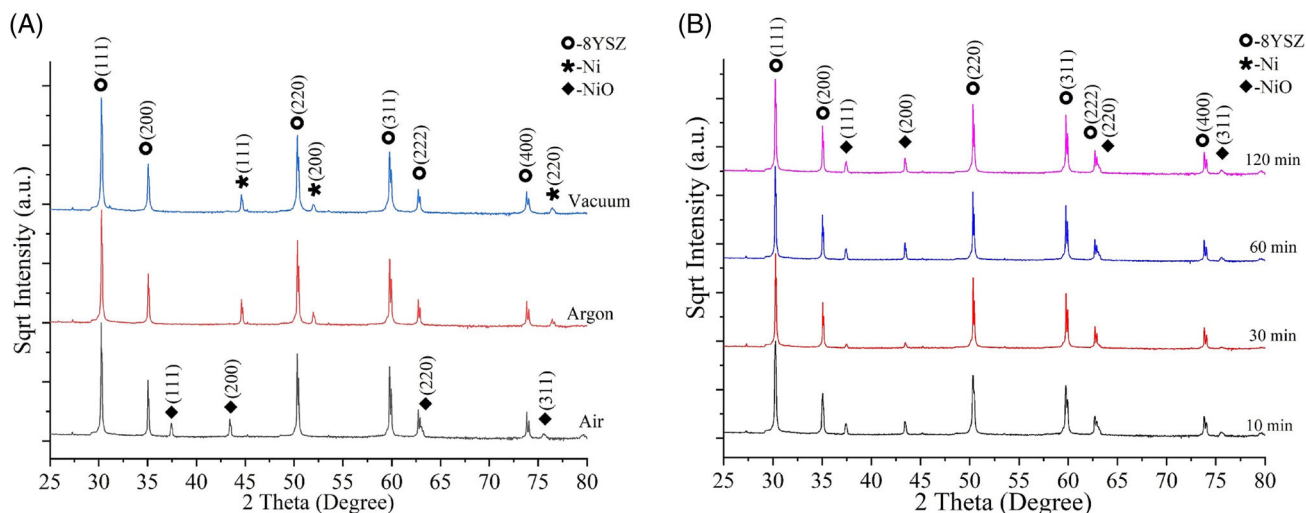 (A)
8YSZ
Ni
NiO
(111)
(200)
(220)
(311)
(222)
(400)
(111)
(200)
(220)
Vacuum
Argon
(111)
(200)
(220)
(311)
Air
Sqrt Intensity (a.u.)
25 30 35 40 45 50 55 60 65 70 75 80
2 Theta (Degree)
(B)
-8YSZ
-Ni
-NiO
(111)
(200)
(111)
(200)
(220)
(311)
(222)
(220)
(400)
(311)
120 min
60 min
30 min
10 min
Sqrt Intensity (a.u.)
25 30 35 40 45 50 55 60 65 70 75 80
2 Theta (Degree)